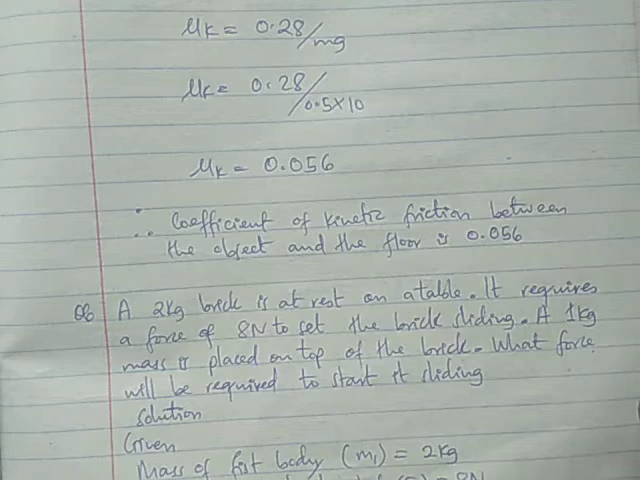 μk = 0.28/mg
μk = 0.28/0.5×10
μk = 0.056
∴ Coefficient of kinetic friction between
the object and the floor is 0.056
Q6 A 2kg brick is at rest on a table. It requires
a force of 8N to set the brick sliding. A 1kg
mass is placed on top of the brick. What force
will be required to start it sliding
solution
Given
Mass of fist body (m₁) = 2kg